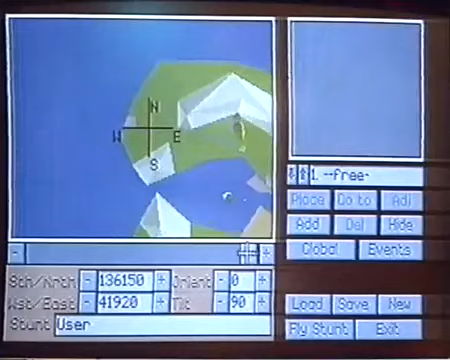 N
W E
S
1. -free-
Place Go to Adj
Add Del Hide
Global Events
Sth/Nrth - 136150 + Orient - 0 +
Wst/East - 41920 + Tilt - 90 +
Stunt User
Load Save New
Fly Stunt Exit